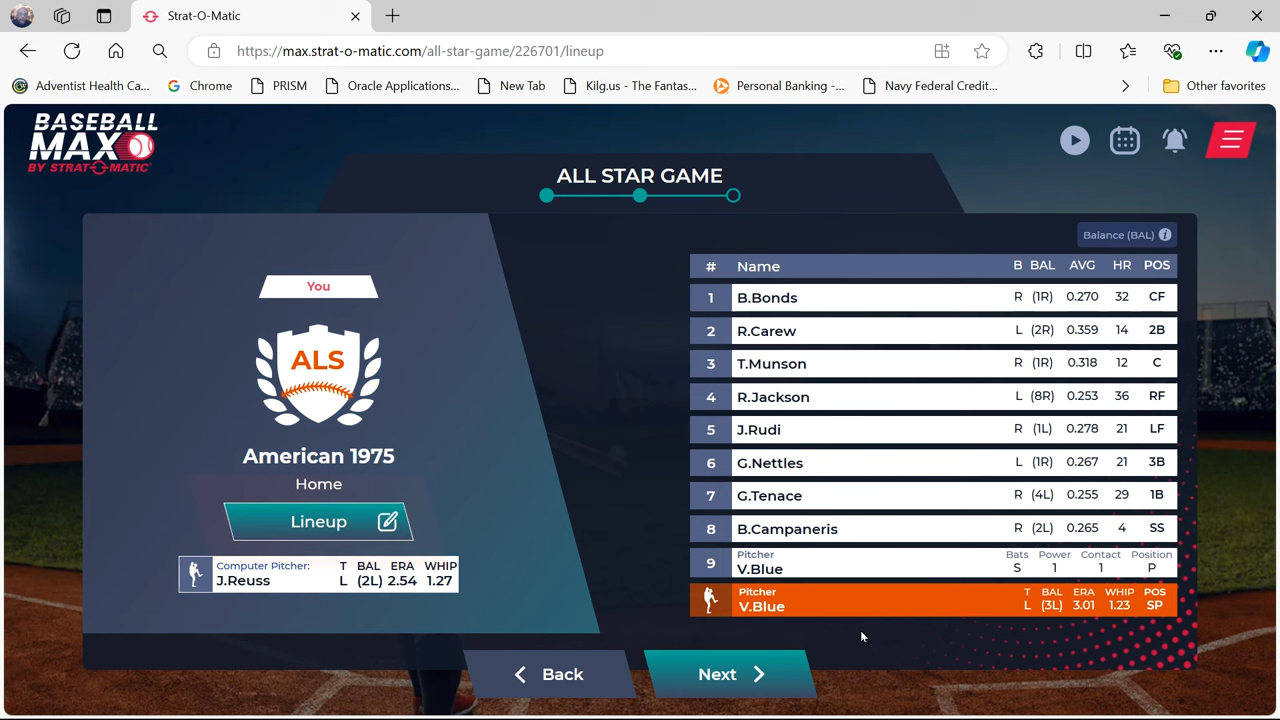 Strat-O-Matic
https://max.strat-o-matic.com/all-star-game/226701/lineup
Adventist Health Ca...
Chrome
PRISM
Oracle Applications...
New Tab
Kilg.us - The Fantas...
Personal Banking -...
Navy Federal Credit...
Other favorites
BASEBALL
MAX
BY STRAT-O-MATIC
ALL STAR GAME
You
ALS
American 1975
Home
Lineup
Computer Pitcher: T BAL ERA WHIP
J.Reuss L (2L) 2.54 1.27
Balance (BAL) i
# Name B BAL AVG HR POS
1 B.Bonds R (1R) 0.270 32 CF
2 R.Carew L (2R) 0.359 14 2B
3 T.Munson R (1R) 0.318 12 C
4 R.Jackson L (8R) 0.253 36 RF
5 J.Rudi R (1L) 0.278 21 LF
6 G.Nettles L (1R) 0.267 21 3B
7 G.Tenace R (4L) 0.255 29 1B
8 B.Campaneris R (2L) 0.265 4 SS
Pitcher Bats Power Contact Position
9 V.Blue S 1 1 P
Pitcher T BAL ERA WHIP POS
V.Blue L (3L) 3.01 1.23 SP
Back
Next